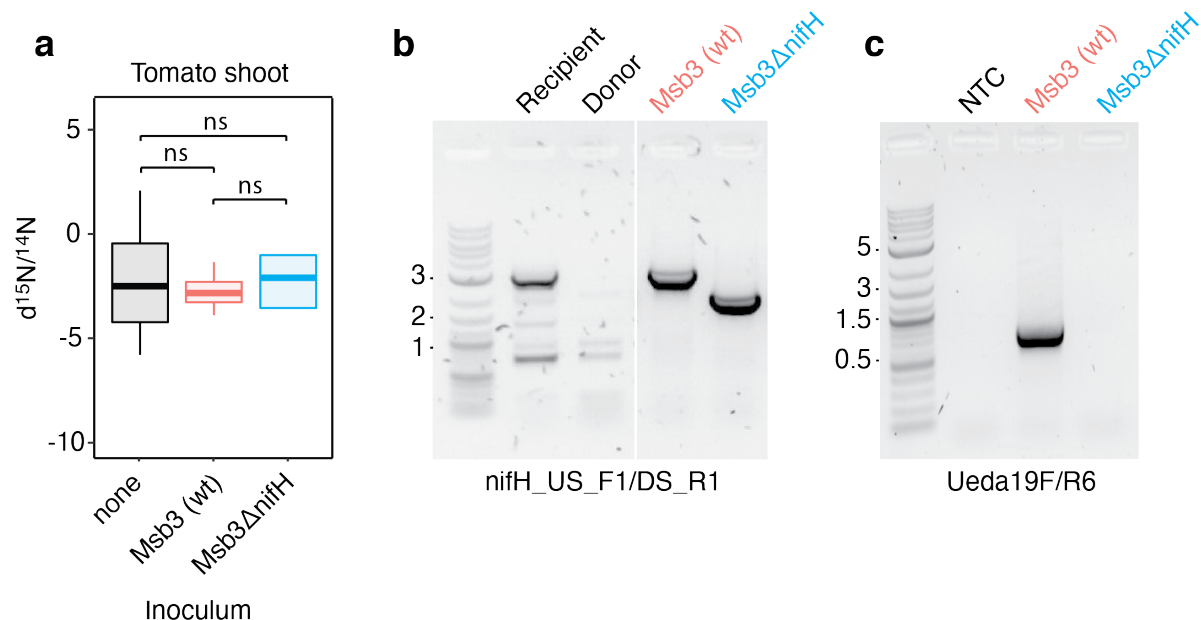 a
Tomato shoot
5
0
-5
-10
d¹⁵N/¹⁴N
ns
ns
ns
none
Msb3 (wt)
Msb3ΔnifH
Inoculum
b
Recipient
Donor
Msb3 (wt)
Msb3ΔnifH
3
2
1
nifH_US_F1/DS_R1
c
NTC
Msb3 (wt)
Msb3ΔnifH
5
3
1.5
0.5
Ueda19F/R6